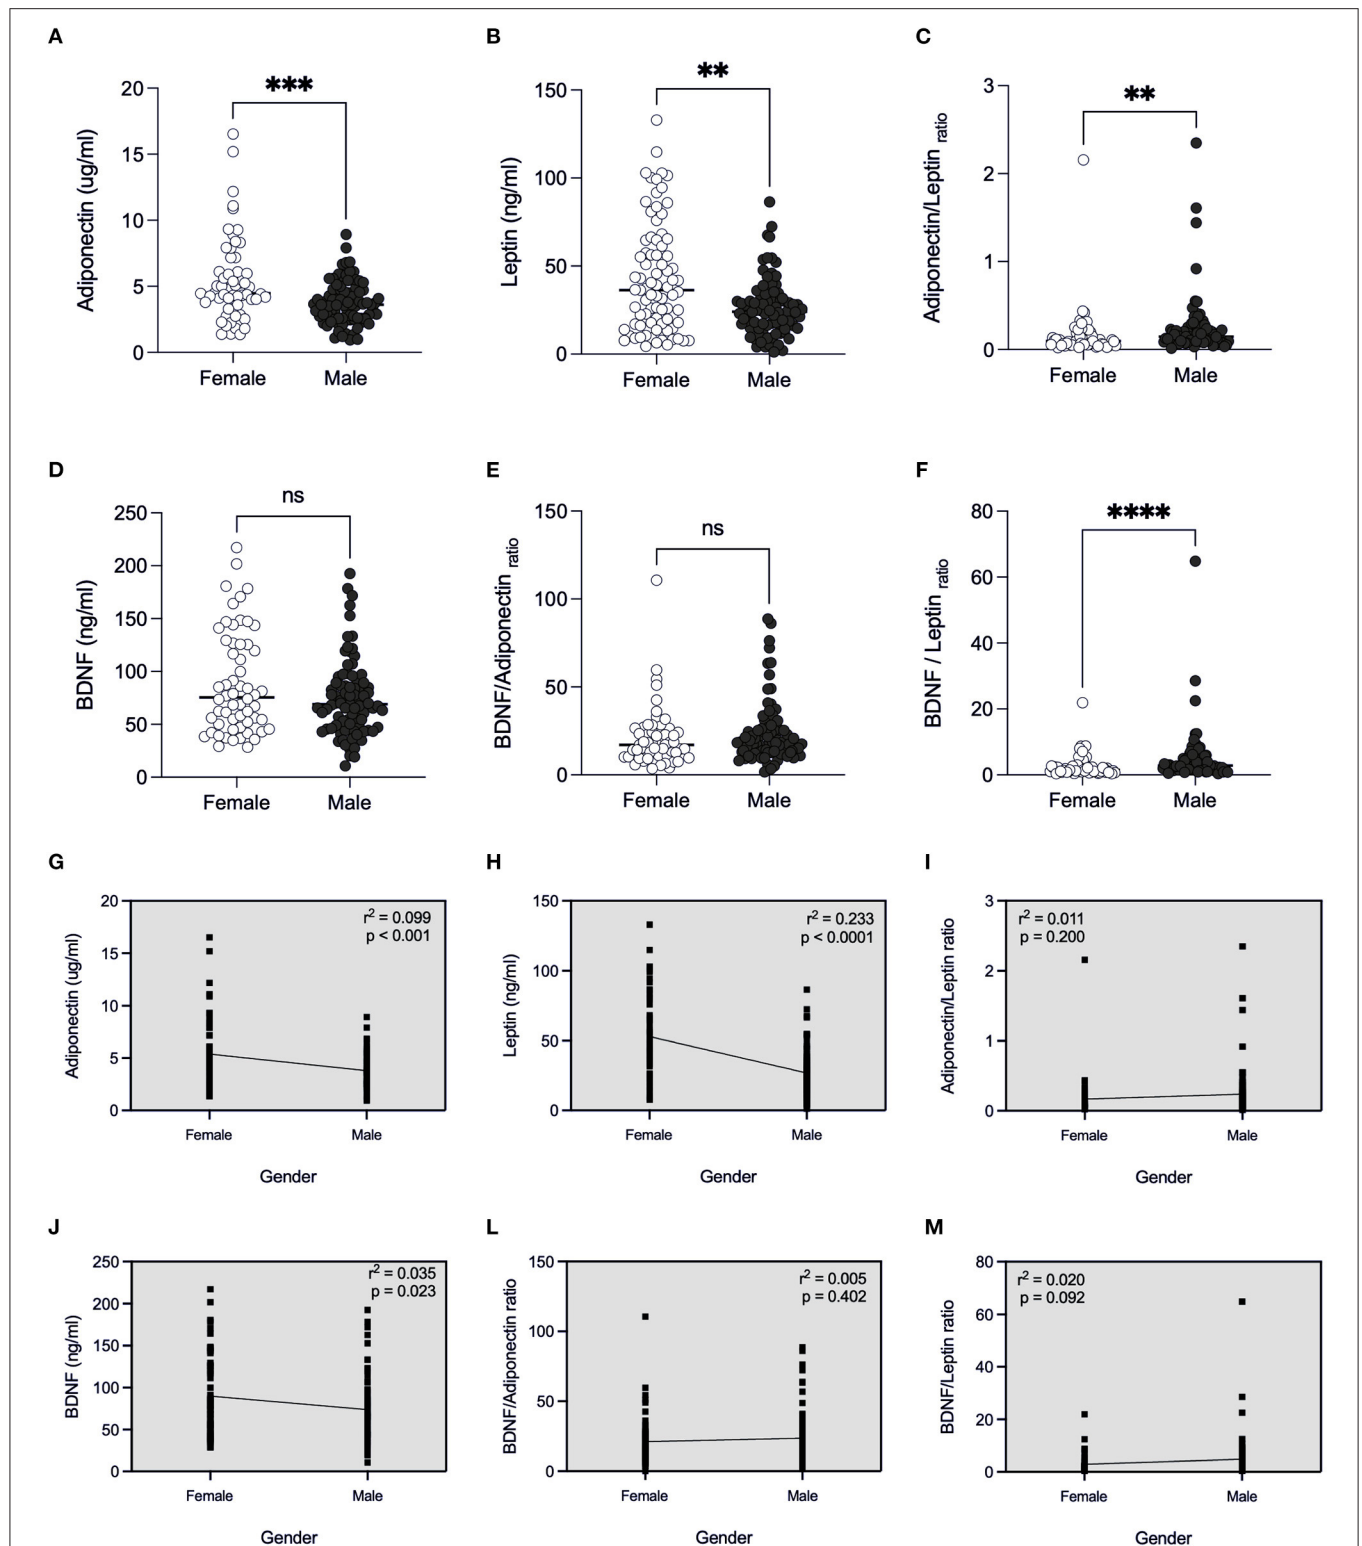 A
B
C
***
**
**
Adiponectin (ug/ml)
20
15
10
5
0
Female Male
Leptin (ng/ml)
150
100
50
0
Female Male
Adiponectin/Leptin ratio
3
2
1
0
Female Male
D
E
F
ns
ns
****
BDNF (ng/ml)
250
200
150
100
50
0
Female Male
BDNF/Adiponectin ratio
150
100
50
0
Female Male
BDNF / Leptin ratio
80
60
40
20
0
Female Male
G
H
I
Adiponectin (ug/ml)
20
15
10
5
0
r² = 0.099
p < 0.001
Female Male
Gender
Leptin (ng/ml)
150
100
50
0
r² = 0.233
p < 0.0001
Female Male
Gender
Adiponectin/Leptin ratio
3
2
1
0
r² = 0.011
p = 0.200
Female Male
Gender
J
L
M
BDNF (ng/ml)
250
200
150
100
50
0
r² = 0.035
p = 0.023
Female Male
Gender
BDNF/Adiponectin ratio
150
100
50
0
r² = 0.005
p = 0.402
Female Male
Gender
BDNF/Leptin ratio
80
60
40
20
0
r² = 0.020
p = 0.092
Female Male
Gender